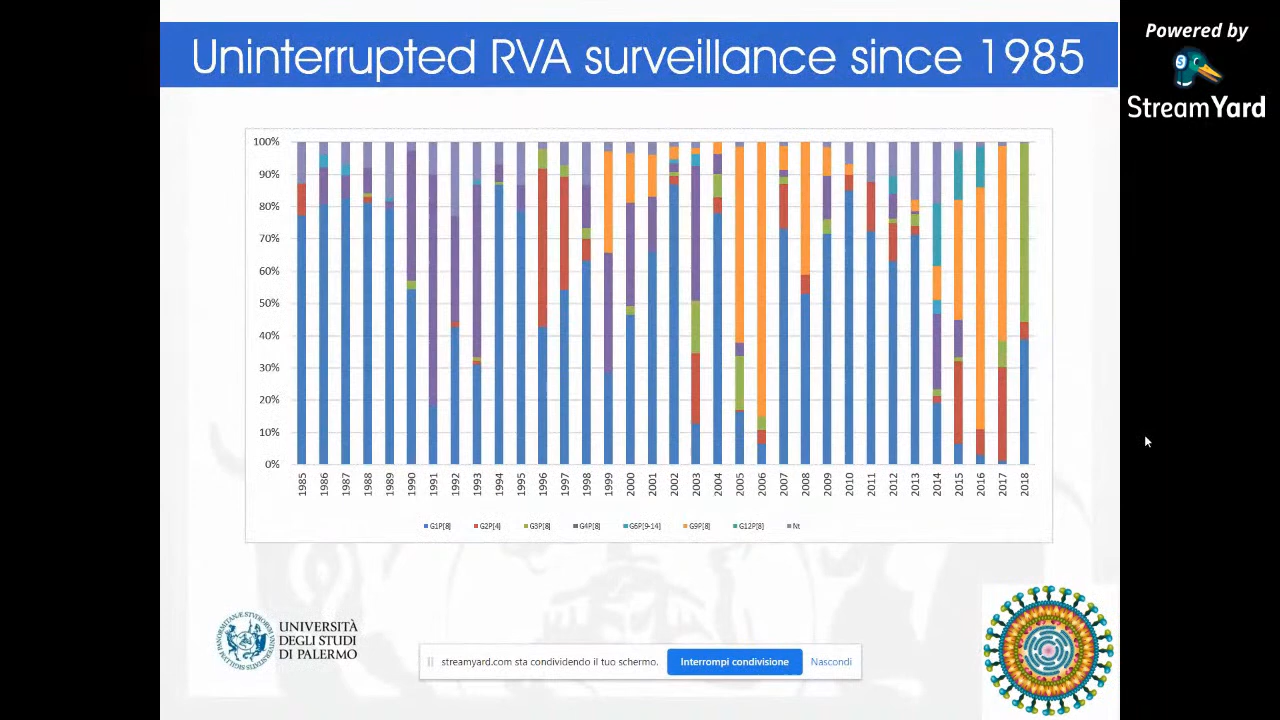 Uninterrupted RVA surveillance since 1985
Powered by
StreamYard
100%
90%
80%
70%
60%
50%
40%
30%
20%
10%
0%
1985 1986 1987 1988 1989 1990 1991 1992 1993 1994 1995 1996 1997 1998 1999 2000 2001 2002 2003 2004 2005 2006 2007 2008 2009 2010 2011 2012 2013 2014 2015 2016 2017 2018
G1P[8] G2P[4] G3P[8] G4P[8] G6P[9-14] G9P[8] G12P[8] Nt
UNIVERSITÀ
DEGLI STUDI
DI PALERMO
streamyard.com sta condividendo il tuo schermo. Interrompi condivisione Nascondi